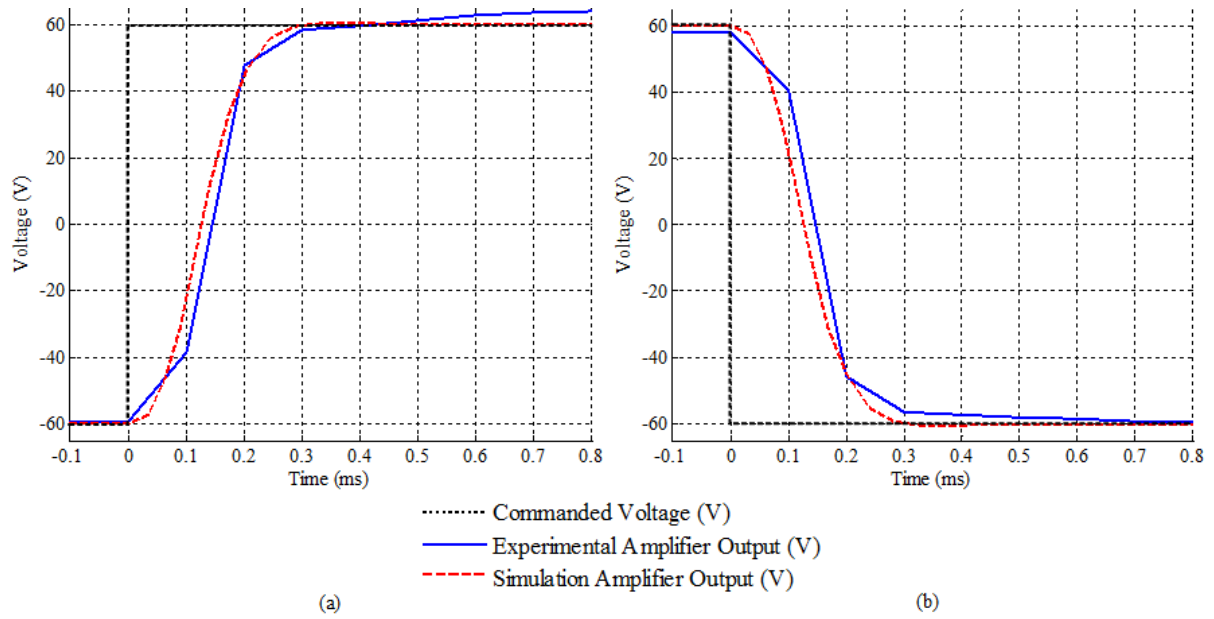 60
40
20
0
-20
-40
-60
Voltage (V)
-0.1 0 0.1 0.2 0.3 0.4 0.5 0.6 0.7 0.8
Time (ms)
60
40
20
0
-20
-40
-60
Voltage (V)
-0.1 0 0.1 0.2 0.3 0.4 0.5 0.6 0.7 0.8
Time (ms)
Commanded Voltage (V)
Experimental Amplifier Output (V)
Simulation Amplifier Output (V)
(a)
(b)